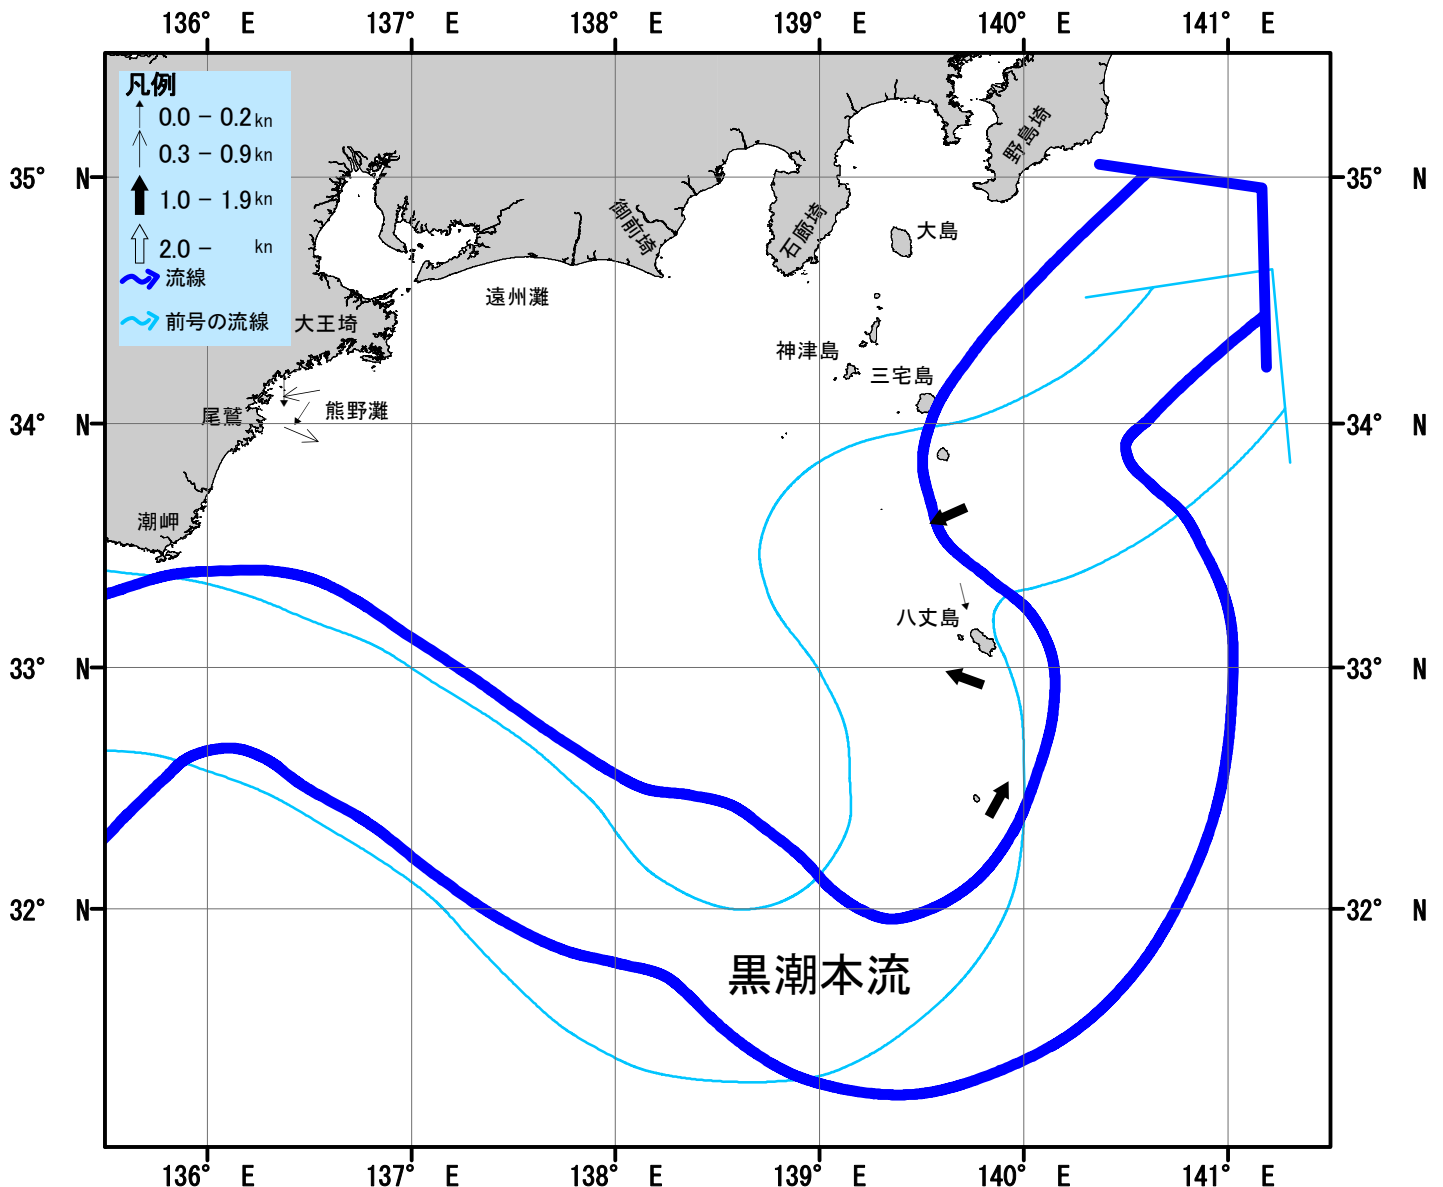 136° E 137° E 138° E 139° E 140° E 141° E
凡例
0.0 − 0.2 kn
0.3 − 0.9 kn
1.0 − 1.9 kn
2.0 − kn
流線
前号の流線
野島埼
35° N 35° N
御前埼
石廊埼
大島
遠州灘
大王埼
神津島
三宅島
熊野灘
尾鷲
34° N 34° N
潮岬
八丈島
33° N 33° N
32° N 32° N
黒潮本流
136° E 137° E 138° E 139° E 140° E 141° E